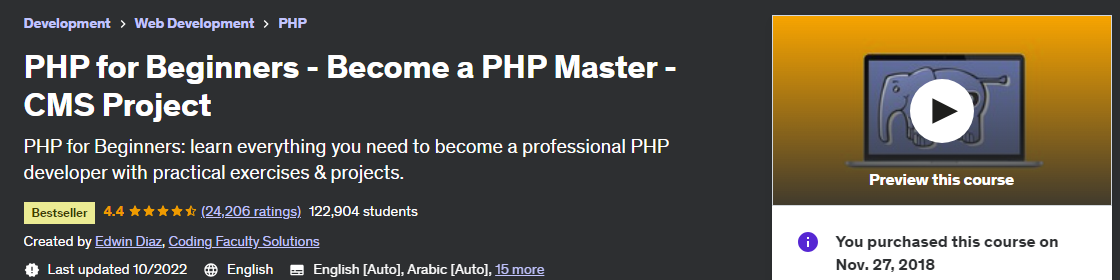 Development > Web Development > PHP
PHP for Beginners - Become a PHP Master -
CMS Project
PHP for Beginners: learn everything you need to become a professional PHP
developer with practical exercises & projects.
Bestseller 4.4 (24,206 ratings) 122,904 students
Created by Edwin Diaz, Coding Faculty Solutions
Last updated 10/2022 English English [Auto], Arabic [Auto], 15 more
Preview this course
You purchased this course on
Nov. 27, 2018